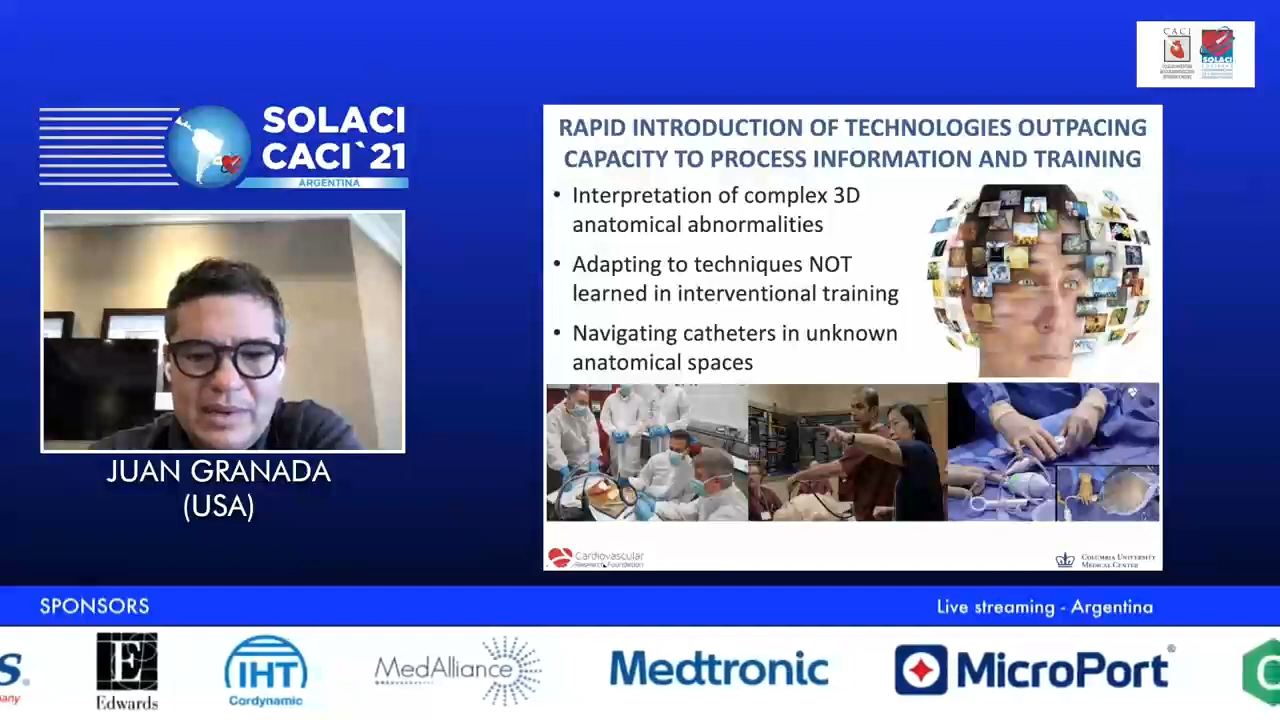 CACI
SOLACI
SOLACI
CACI`21
ARGENTINA
JUAN GRANADA
(USA)
RAPID INTRODUCTION OF TECHNOLOGIES OUTPACING
CAPACITY TO PROCESS INFORMATION AND TRAINING
• Interpretation of complex 3D
anatomical abnormalities
• Adapting to techniques NOT
learned in interventional training
• Navigating catheters in unknown
anatomical spaces
Cardiovascular
Research Foundation
COLUMBIA UNIVERSITY
MEDICAL CENTER
SPONSORS
Live streaming - Argentina
s.
Edwards
IHT
Cordynamic
MedAlliance
Medtronic
MicroPort®